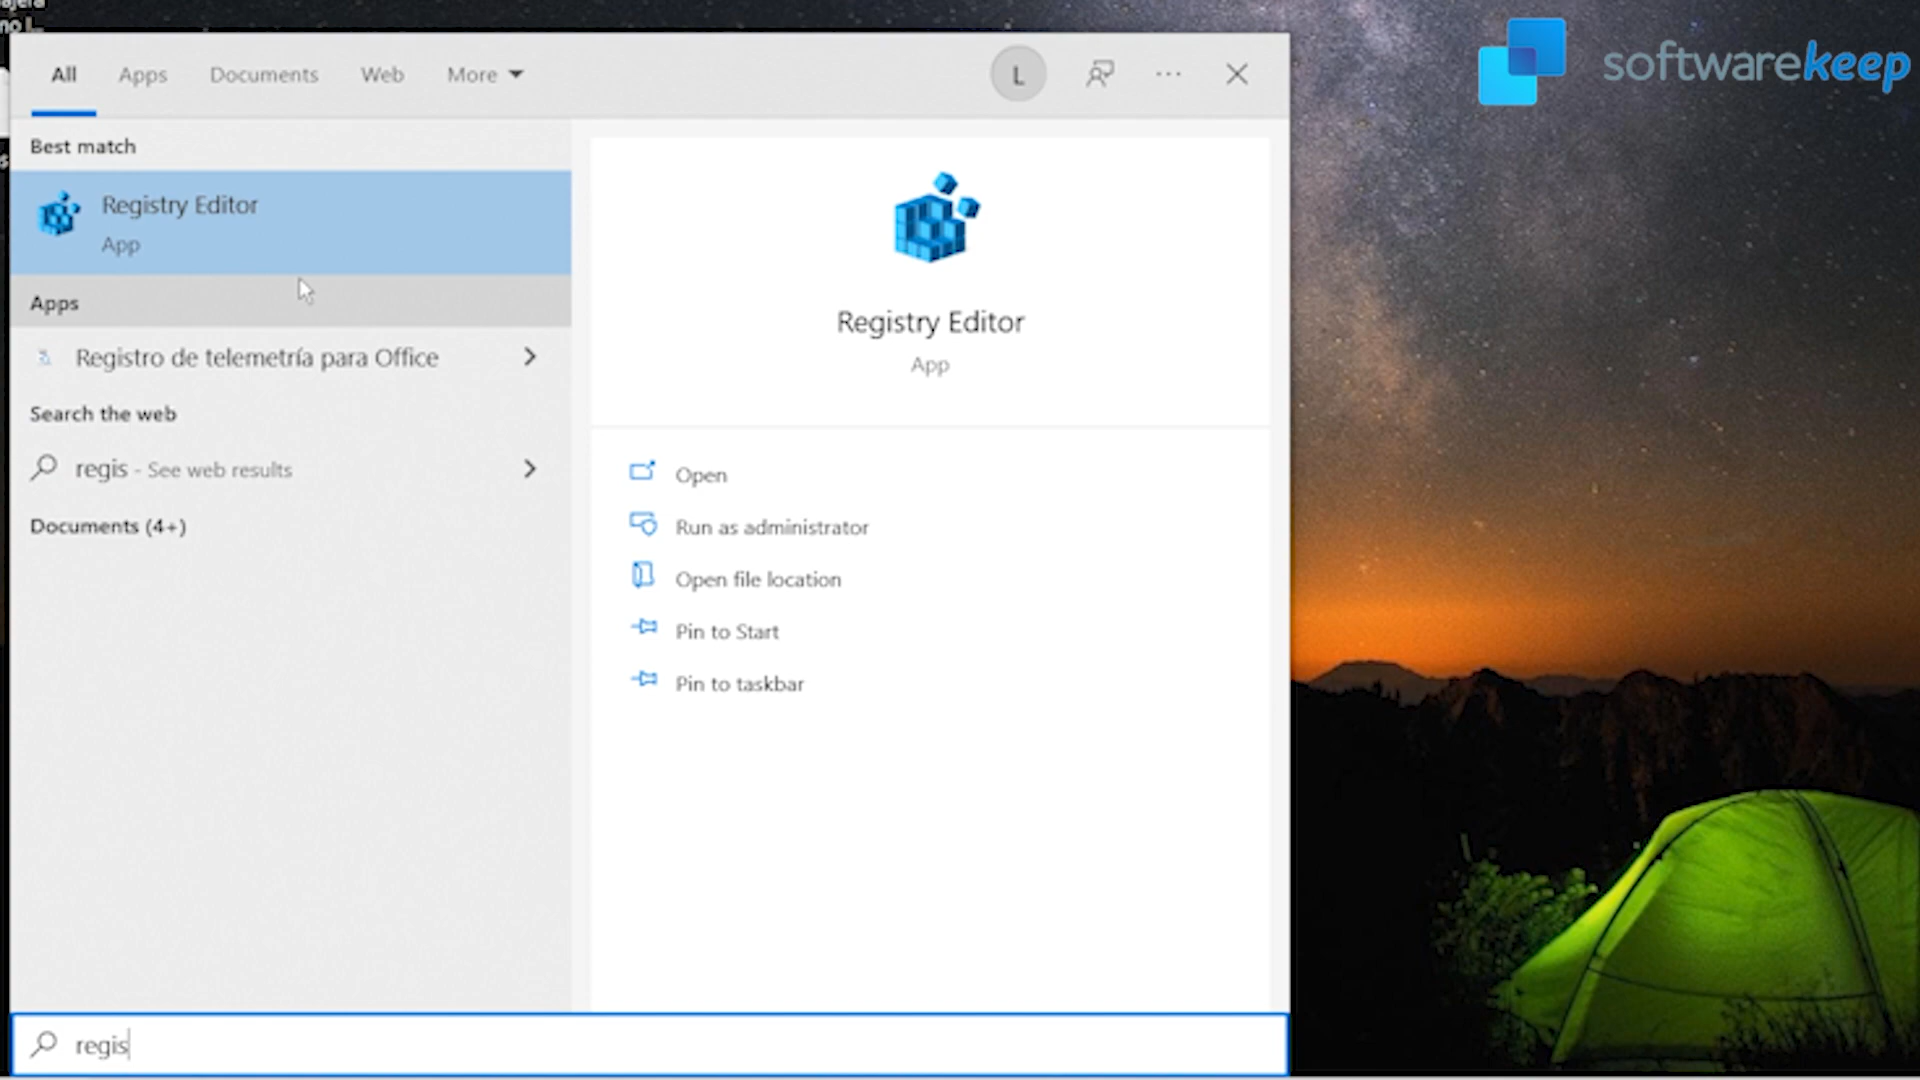 All Apps Documents Web More L
Best match
Registry Editor
App
Apps
Registro de telemetría para Office
Search the web
regis - See web results
Documents (4+)
Registry Editor
App
Open
Run as administrator
Open file location
Pin to Start
Pin to taskbar
regis
softwarekeep